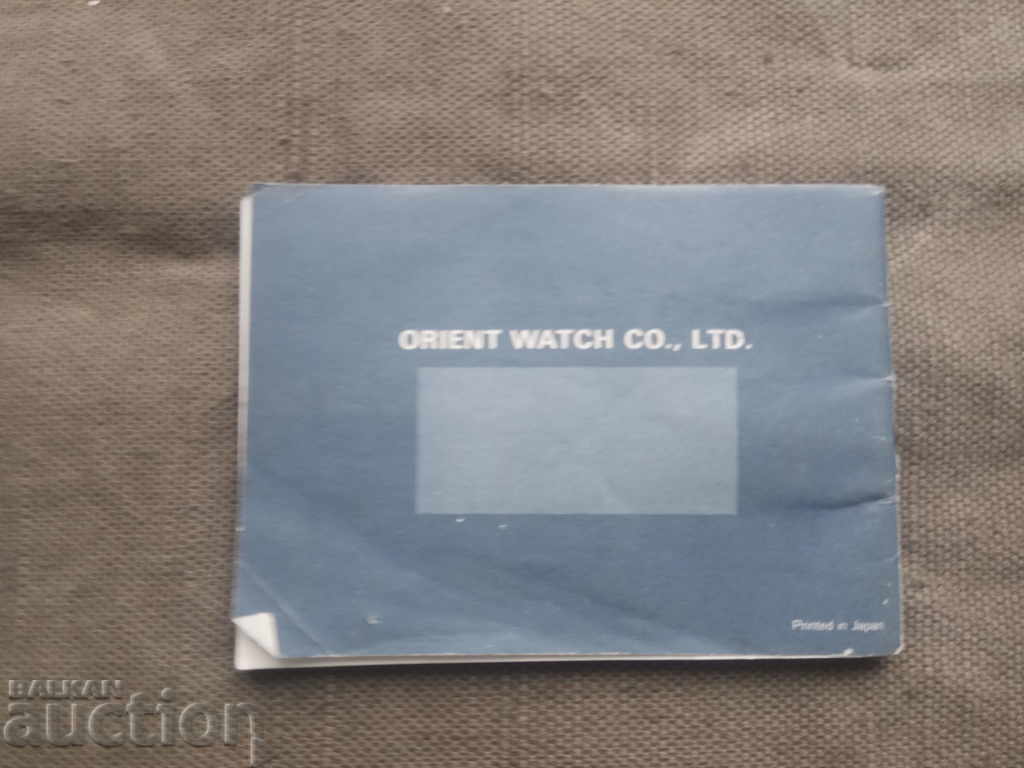 ORIENT WATCH CO., LTD.
Printed in Japan
BALKAN
auction